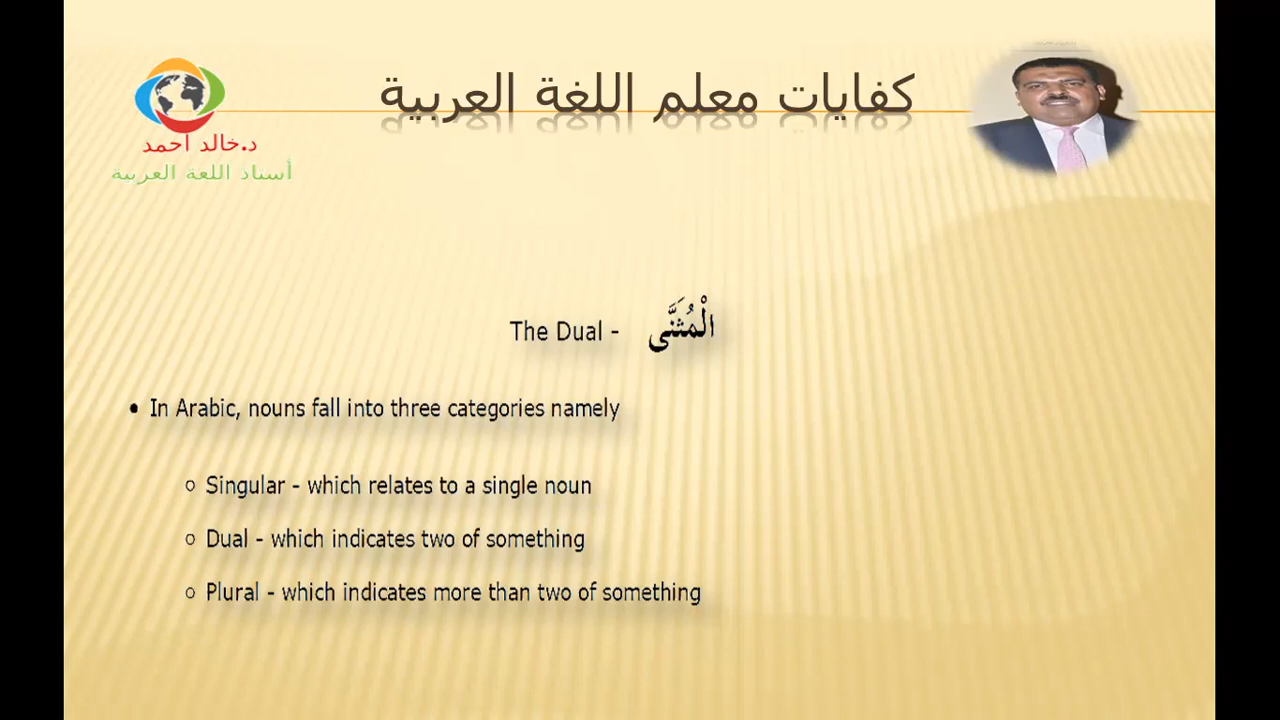 كفايات معلم اللغة العربية
د.خالد أحمد
أستاذ اللغة العربية
The Dual - الْمُثَنَّى
• In Arabic, nouns fall into three categories namely
o Singular - which relates to a single noun
o Dual - which indicates two of something
o Plural - which indicates more than two of something